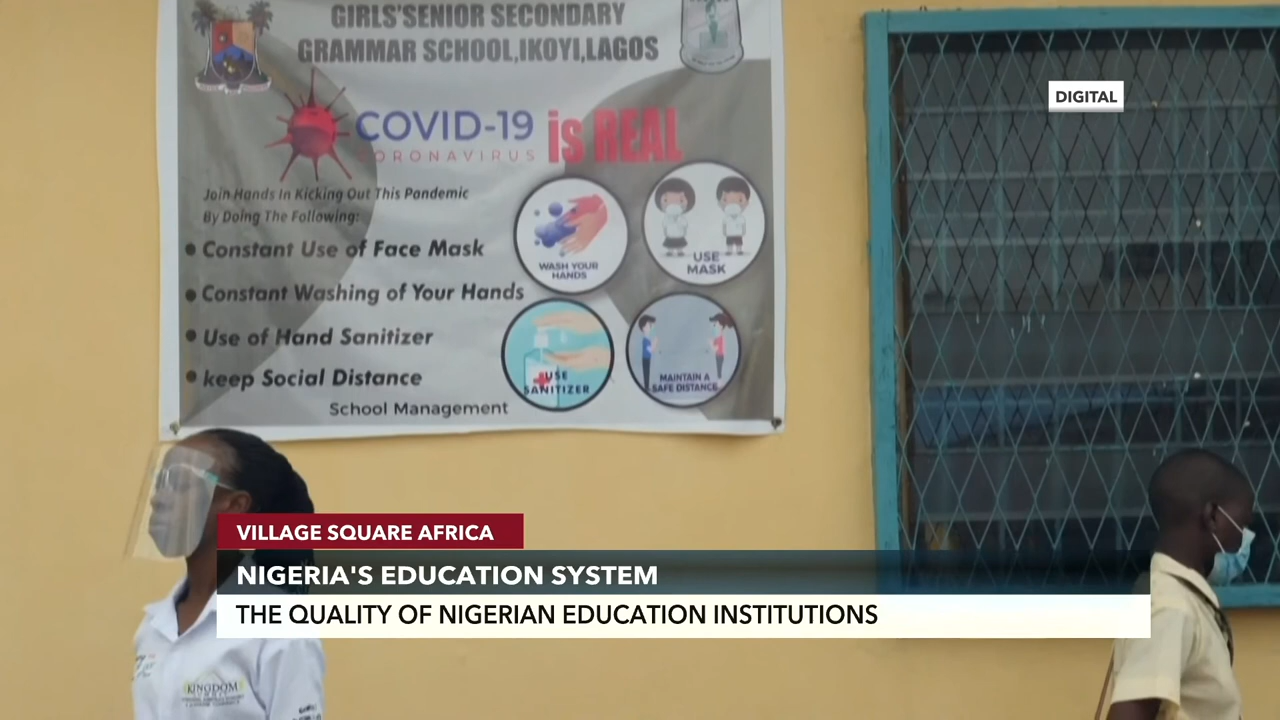 GIRLS'SENIOR SECONDARY
GRAMMAR SCHOOL,IKOYI,LAGOS
DIGITAL
COVID-19 is REAL
CORONAVIRUS
Join Hands In Kicking Out This Pandemic
By Doing The Following:
• Constant Use of Face Mask
• Constant Washing of Your Hands
• Use of Hand Sanitizer
• keep Social Distance
School Management
WASH YOUR
HANDS
USE
MASK
USE
SANITIZER
MAINTAIN A
SAFE DISTANCE
VILLAGE SQUARE AFRICA
NIGERIA'S EDUCATION SYSTEM
THE QUALITY OF NIGERIAN EDUCATION INSTITUTIONS
KINGDOM